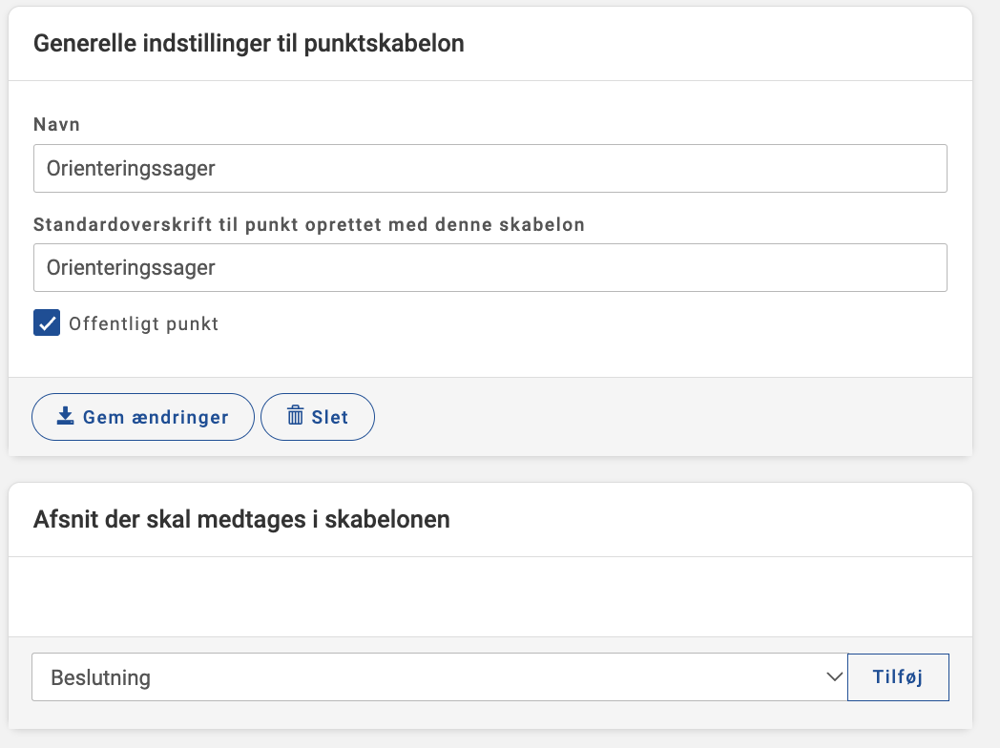 Generelle indstillinger til punktskabelon
Navn
Orienteringssager
Standardoverskrift til punkt oprettet med denne skabelon
Orienteringssager
Offentligt punkt
Gem ændringer
Slet
Afsnit der skal medtages i skabelonen
Beslutning
Tilføj